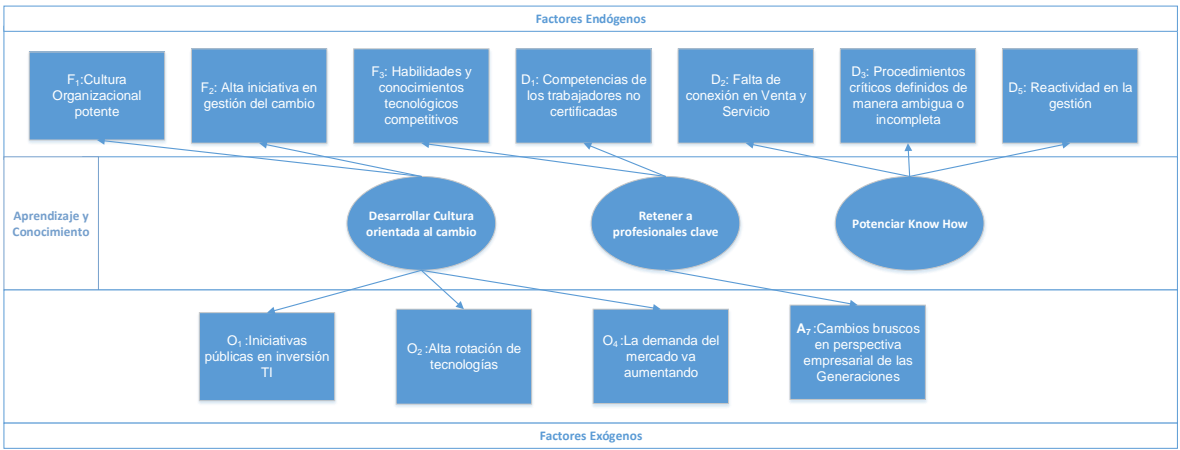 Factores Endógenos
F₁:Cultura
Organizacional
potente
F₂: Alta iniciativa en
gestión del cambio
F₃: Habilidades y
conocimientos
tecnológicos
competitivos
D₁: Competencias de
los trabajadores no
certificadas
D₂: Falta de
conexión en Venta y
Servicio
D₃: Procedimientos
críticos definidos de
manera ambigua o
incompleta
D₅: Reactividad en la
gestión
Aprendizaje y
Conocimiento
Desarrollar Cultura
orientada al cambio
Retener a
profesionales clave
Potenciar Know How
O₁:Iniciativas
públicas en inversión
TI
O₂:Alta rotación de
tecnologías
O₄:La demanda del
mercado va
aumentando
A₇:Cambios bruscos
en perspectiva
empresarial de las
Generaciones
Factores Exógenos